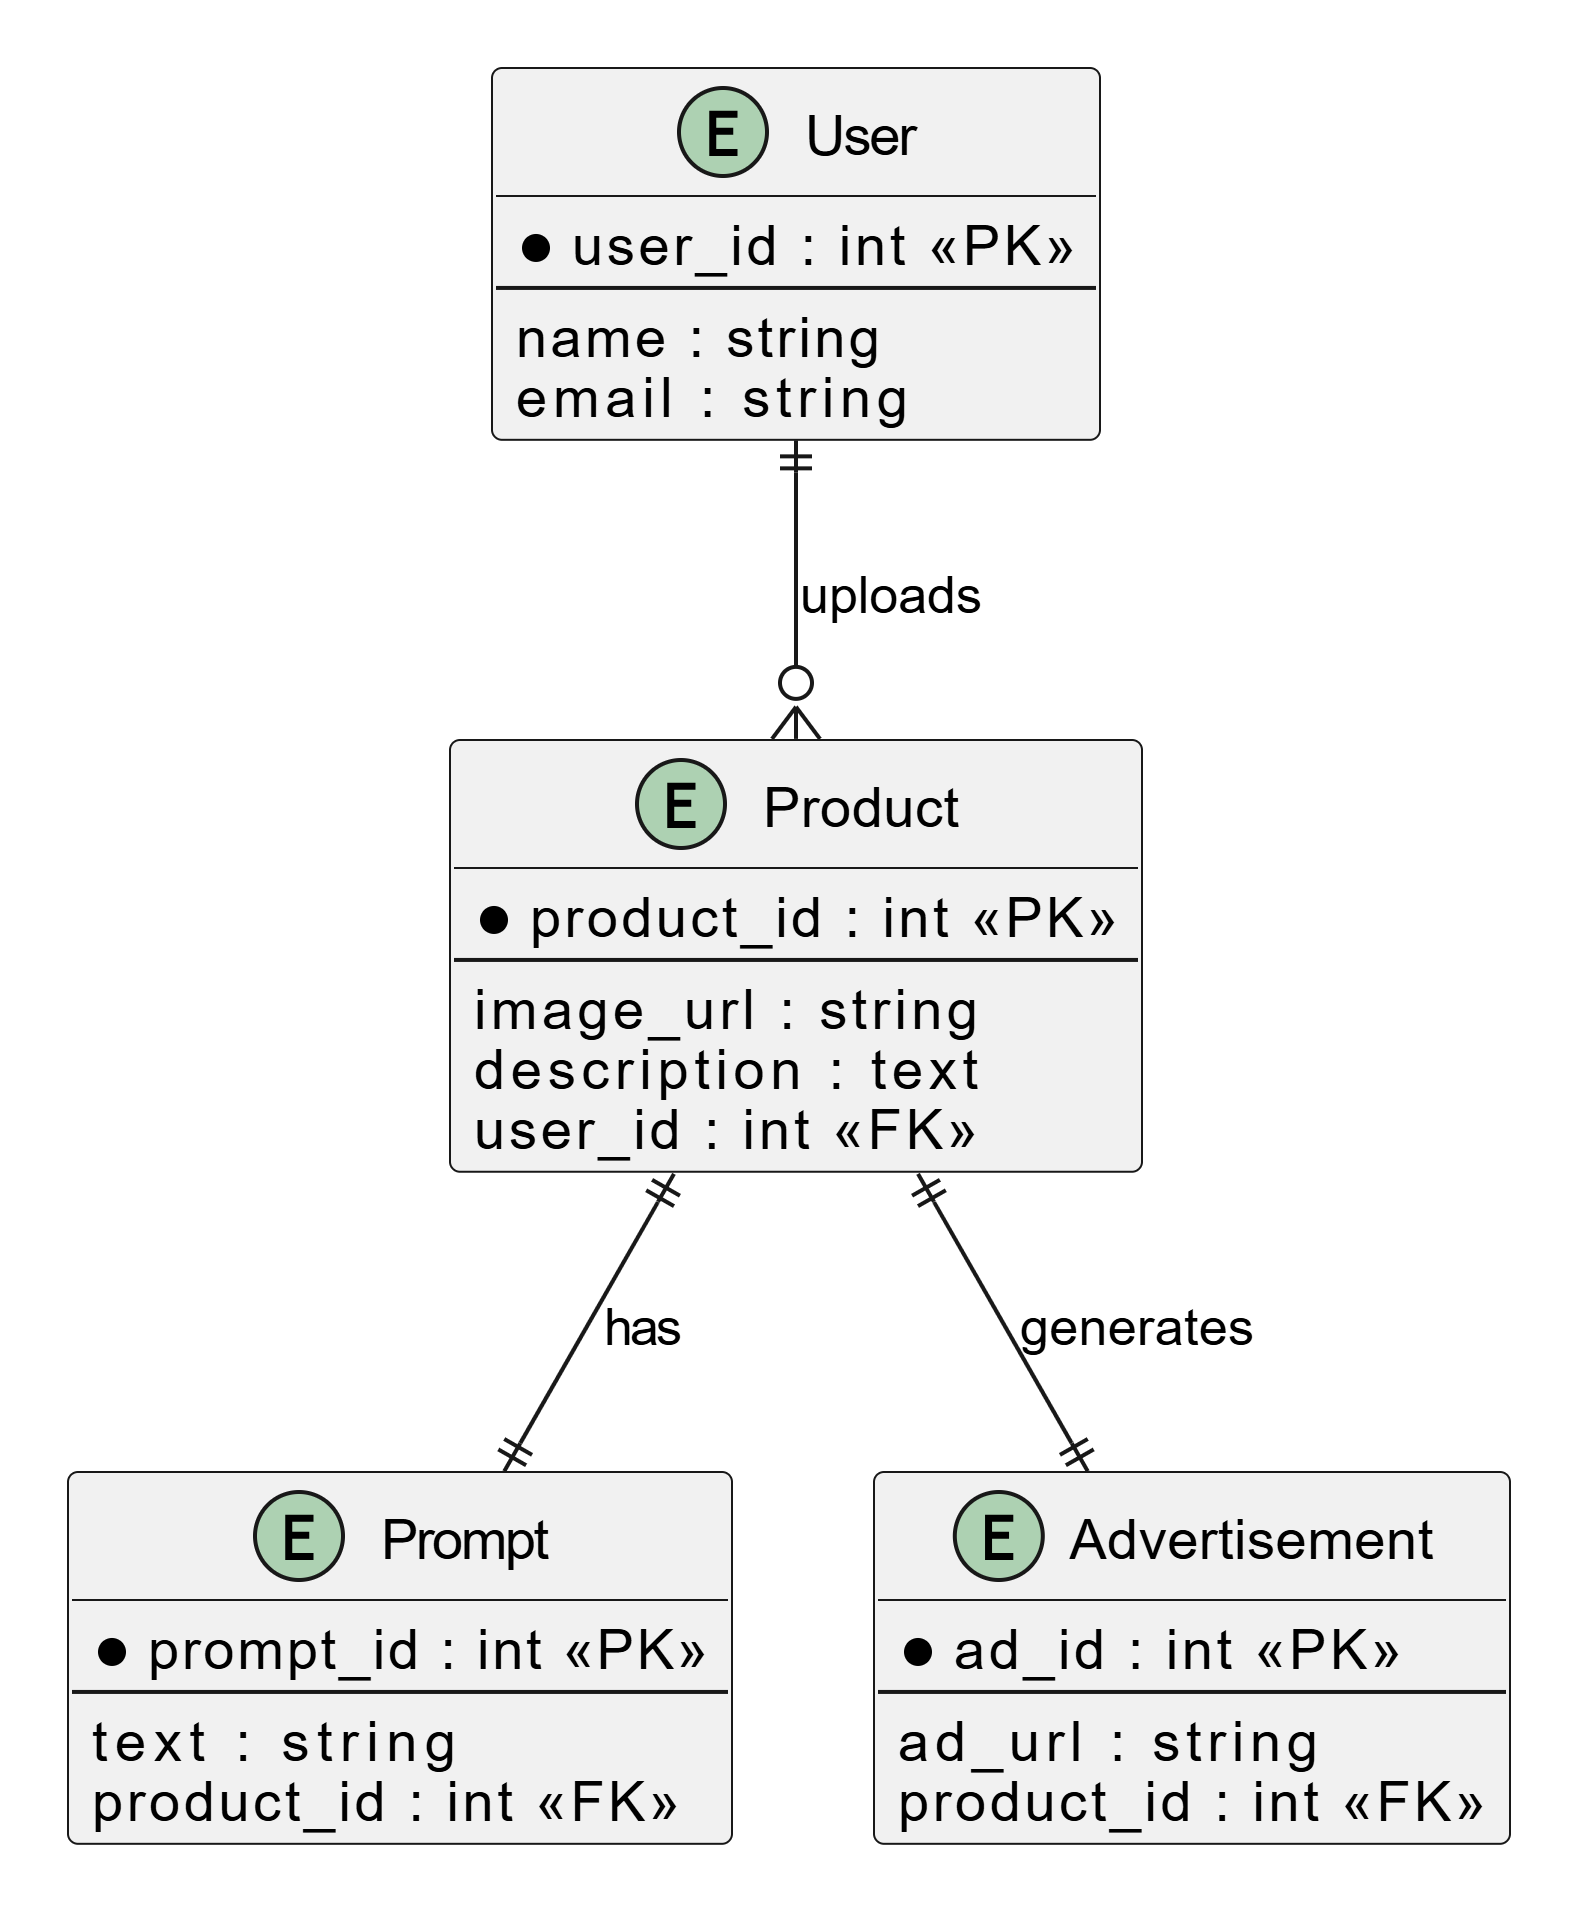 E User
user_id : int «PK»
name : string
email : string
uploads
E Product
product_id : int «PK»
image_url : string
description : text
user_id : int «FK»
has
generates
E Prompt
prompt_id : int «PK»
text : string
product_id : int «FK»
E Advertisement
ad_id : int «PK»
ad_url : string
product_id : int «FK»